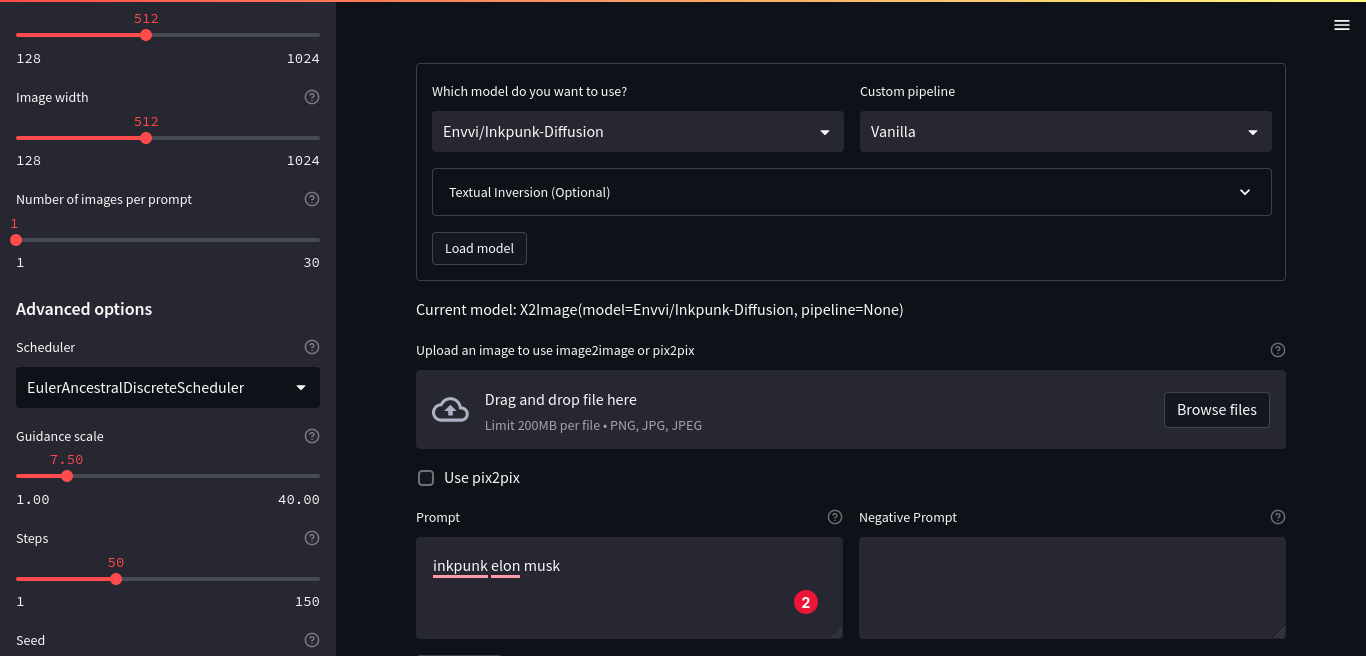 512
128 1024
Image width
512
128 1024
Number of images per prompt
1
1 30
Advanced options
Scheduler
EulerAncestralDiscreteScheduler
Guidance scale
7.50
1.00 40.00
Steps
50
1 150
Seed
Which model do you want to use? Custom pipeline
Envvi/Inkpunk-Diffusion Vanilla
Textual Inversion (Optional)
Load model
Current model: X2Image(model=Envvi/Inkpunk-Diffusion, pipeline=None)
Upload an image to use image2image or pix2pix
Drag and drop file here
Limit 200MB per file • PNG, JPG, JPEG
Browse files
Use pix2pix
Prompt Negative Prompt
inkpunk elon musk
2